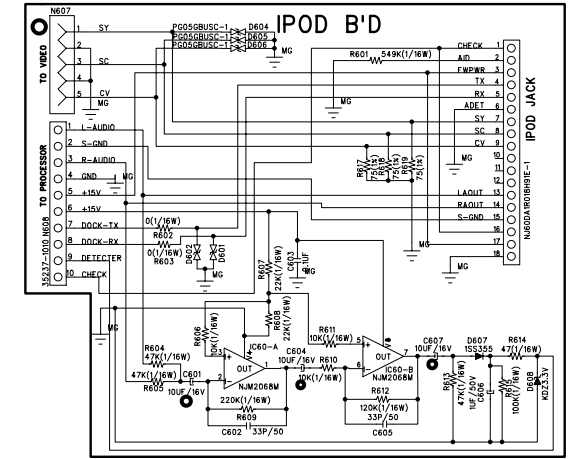 N607
IPOD B'D
TO VIDEO
1 SY
2
3 SC
4
5 CV
MG
PG05GBUSC-1 D604
PG05GBUSC-1 D605
PG05GBUSC-1 D606
MG
R601 549K(1/16W)
MG
CHECK 1
AID 2
FWPWR 3
TX 4
RX 5
ADET 6
SY 7
SC 8
CV 9
10
11
12
LAOUT 13
RAOUT 14
S-GND 15
16
17
18
MG
MG
IPOD JACK
NJ60DA1R018H91E-1
TO PROCESSOR
35237-1010 N608
1 L-AUDIO
2 S-GND
3 R-AUDIO
4 GND
5 +15V
6 +15V
7 DOCK-TX
8 DOCK-RX
9 DETECTER
10 CHECK
MG
0(1/16W)
R602
0(1/16W)
R603
D602
D601
MG
R617
75(1%)
R618
75(1%)
R619
75(1%)
MG
R607
22K(1/16W)
C603
0.1UF
MG
R608
22K(1/16W)
MG
R606
10K(1/16W)
R604
47K(1/16W)
47K(1/16W)
R605
C601
10UF/16V
IC60-A
3
2
1
OUT
NJM2068M
220K(1/16W)
R609
C602 33P/50
C604
10UF/16V
R610
10K(1/16W)
R611
10K(1/16W)
5
6
7
OUT
IC60-B
NJM2068M
R612
120K(1/16W)
33P/50
C605
C607
10UF/16V
R613
47K(1/16W)
D607
1SS355
1UF/50V
C606
R615
100K(1/16W)
R614
47(1/16W)
D608
KDZ3.3V